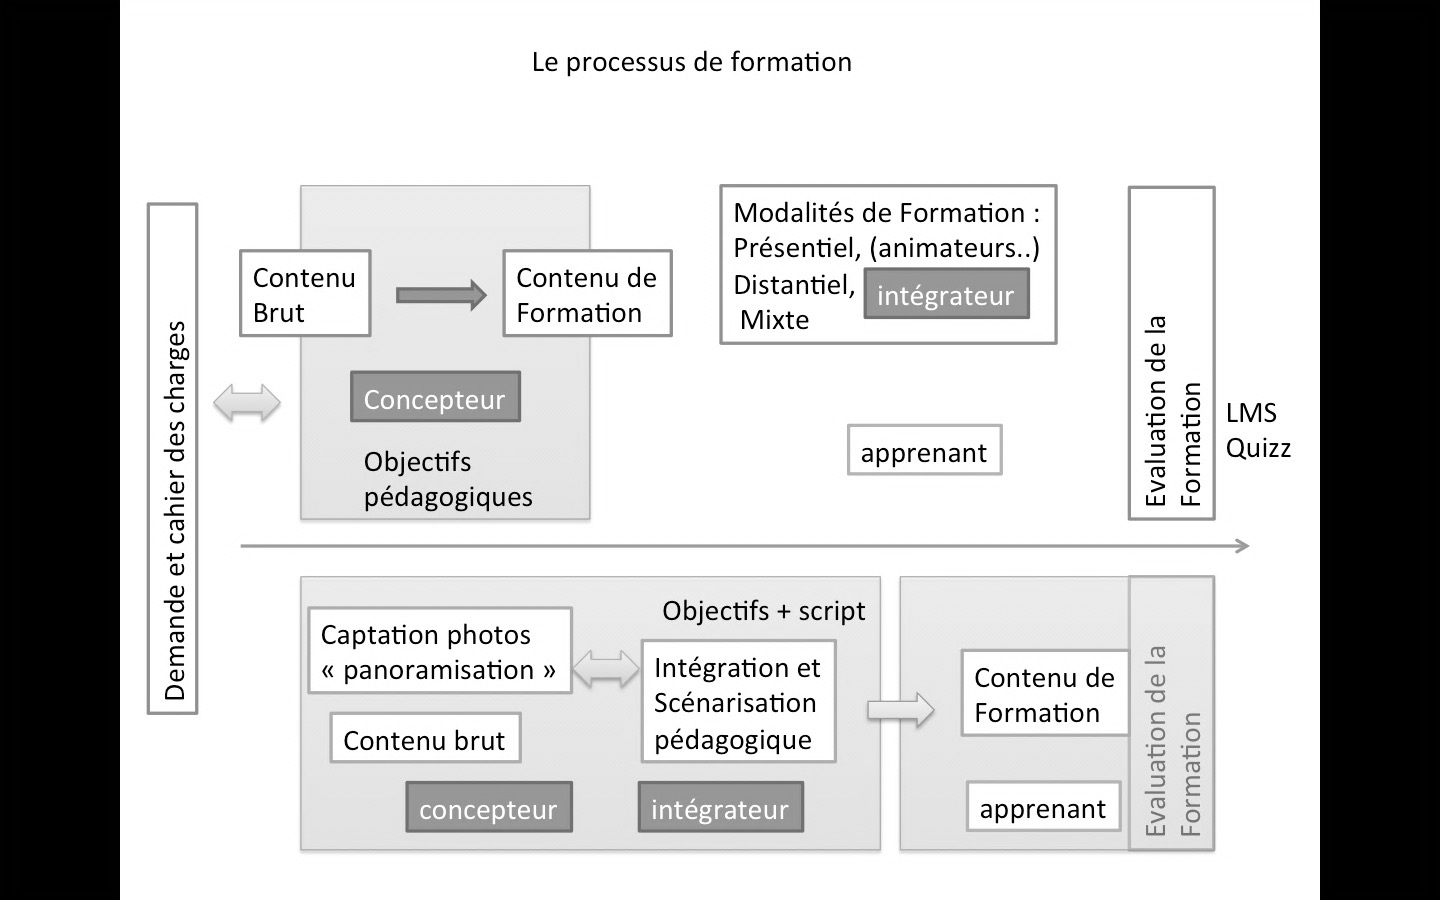 Le processus de formation
Demande et cahier des charges
Contenu
Brut
Contenu de
Formation
Concepteur
Objectifs
pédagogiques
Modalités de Formation :
Présentiel, (animateurs..)
Distantiel, intégrateur
Mixte
apprenant
Evaluation de la
Formation
LMS
Quizz
Captation photos
« panoramisation »
Contenu brut
concepteur
Objectifs + script
Intégration et
Scénarisation
pédagogique
intégrateur
Contenu de
Formation
apprenant
Evaluation de la
Formation